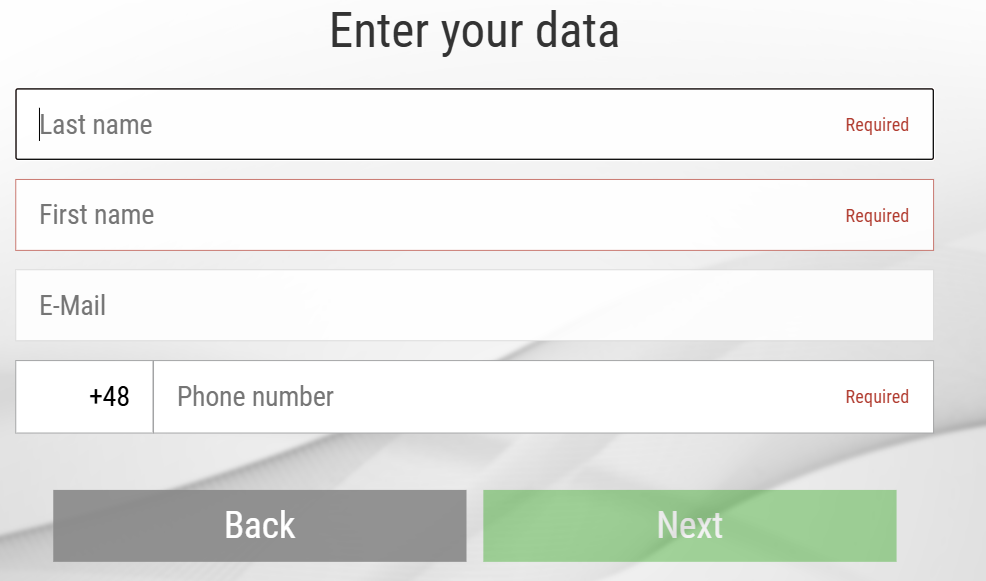 Enter your data
Last name Required
First name Required
E-Mail
+48 Phone number Required
Back Next